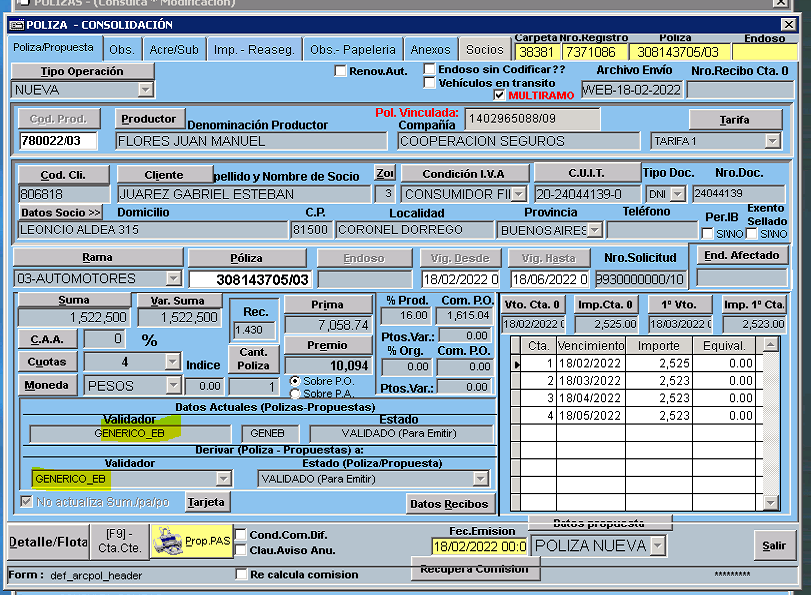 POLIZAS - (Consulta * Modificación)
POLIZA - CONSOLIDACIÓN
Poliza/Propuesta Obs. Acre/Sub Imp. - Reaseg. Obs.- Papeleria Anexos Socios
Carpeta Nro.Registro Poliza Endoso
38381 7371086 308143705/03
Tipo Operación
NUEVA
Renov.Aut.
Endoso sin Codificar??
Vehículos en transito
MULTIRAMO
Archivo Envío Nro.Recibo Cta. 0
WEB-18-02-2022
Cod. Prod. Productor Denominación Productor
Pol. Vinculada: 1402965088/09
Compañía Tarifa
780022/03 FLORES JUAN MANUEL COOPERACION SEGUROS TARIFA 1
Cod. Cli. Cliente pellido y Nombre de Socio Zoi Condición I.V.A C.U.I.T. Tipo Doc. Nro.Doc.
806818 JUAREZ GABRIEL ESTEBAN 3 CONSUMIDOR FII 20-24044139-0 DNI 24044139
Datos Socio >> Domicilio C.P. Localidad Provincia Teléfono Per.IB Exento Sellado
LEONCIO ALDEA 315 81500 CORONEL DORREGO BUENOS AIRES SI/NO SI/NO
Rama Póliza Endoso Vig. Desde Vig. Hasta Nro.Solicitud End. Afectado
03-AUTOMOTORES 308143705/03 18/02/2022 0 18/06/2022 0 9930000000/10
Suma Var. Suma Rec. Prima % Prod. Com. P.O.
1,522,500 1,522,500 1.430 7,058.74 16.00 1,615.04
C.A.A. 0 % Premio Ptos.Var.: 0.00
Cuotas 4 Indice Cant. Poliza 10,094 % Org. Com. P.O.
0.00 0.00
Moneda PESOS 0.00 1 Sobre P.O. Ptos.Var.: 0.00
Sobre P.A.
Vto. Cta. 0 Imp.Cta. 0 1º Vto. Imp. 1º Cta.
18/02/2022 0 2,525.00 18/03/2022 2,523.00
Cta. Vencimiento Importe Equival.
1 18/02/2022 2,525 0.00
2 18/03/2022 2,523 0.00
3 18/04/2022 2,523 0.00
4 18/05/2022 2,523 0.00
Datos Actuales (Polizas-Propuestas)
Validador Estado
GENERICO_EB GENEB VALIDADO (Para Emitir)
Derivar (Poliza - Propuestas) a:
Validador Estado (Poliza/Propuesta)
GENERICO_EB VALIDADO (Para Emitir)
No actualiza Sum./pa/po Tarjeta Datos Recibos
Detalle/Flota [F9] - Cta.Cte. Prop.PAS
Cond.Com.Dif.
Clau.Aviso Anu.
Fec.Emision Datos propuesta
18/02/2022 00:0 POLIZA NUEVA Salir
Form : def_arcpol_header Re calcula comision Recupera Comision *********